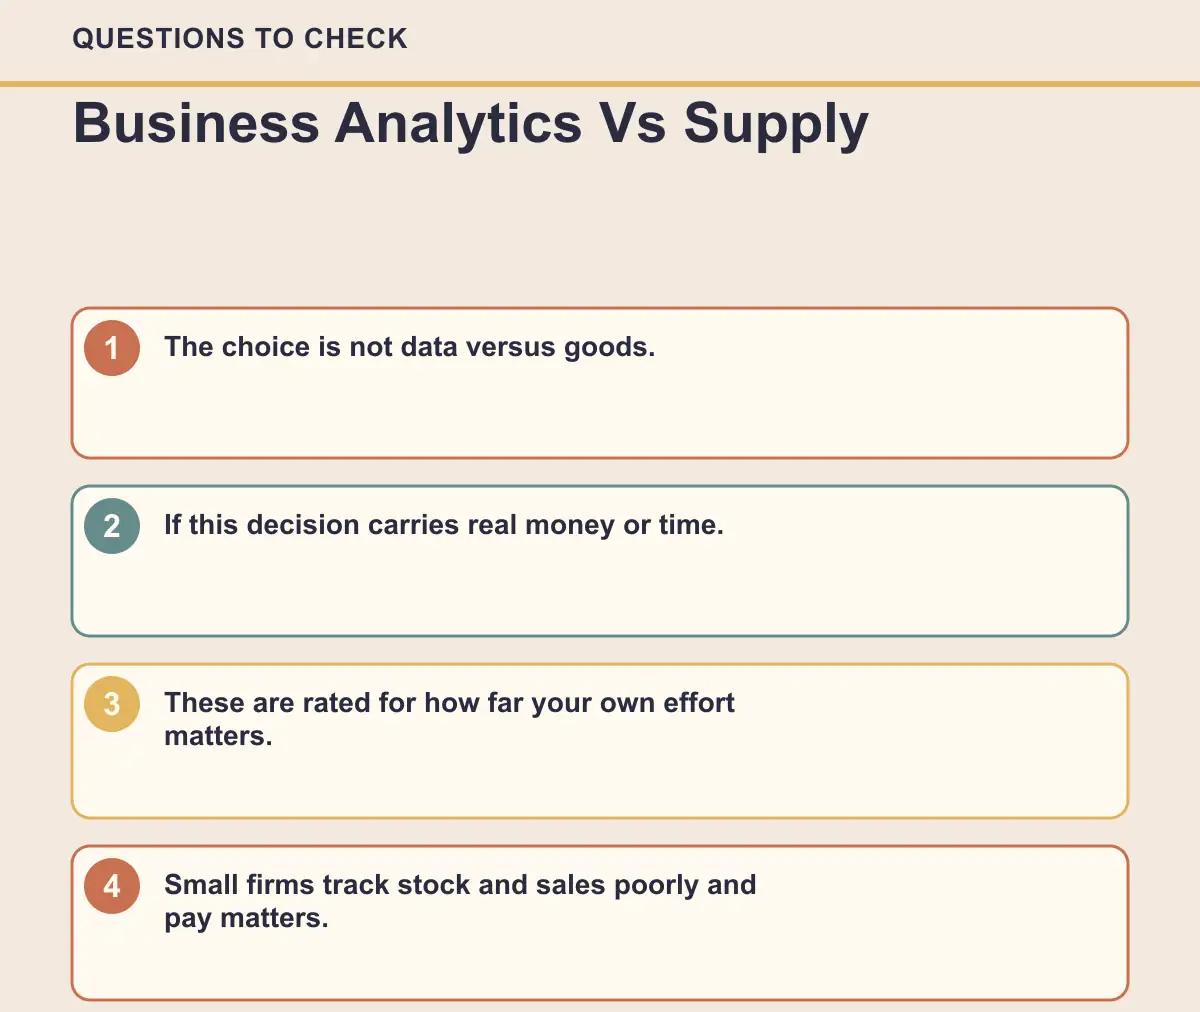 QUESTIONS TO CHECK
Business Analytics Vs Supply
1
The choice is not data versus goods.
2
If this decision carries real money or time.
3
These are rated for how far your own effort
matters.
4
Small firms track stock and sales poorly and
pay matters.